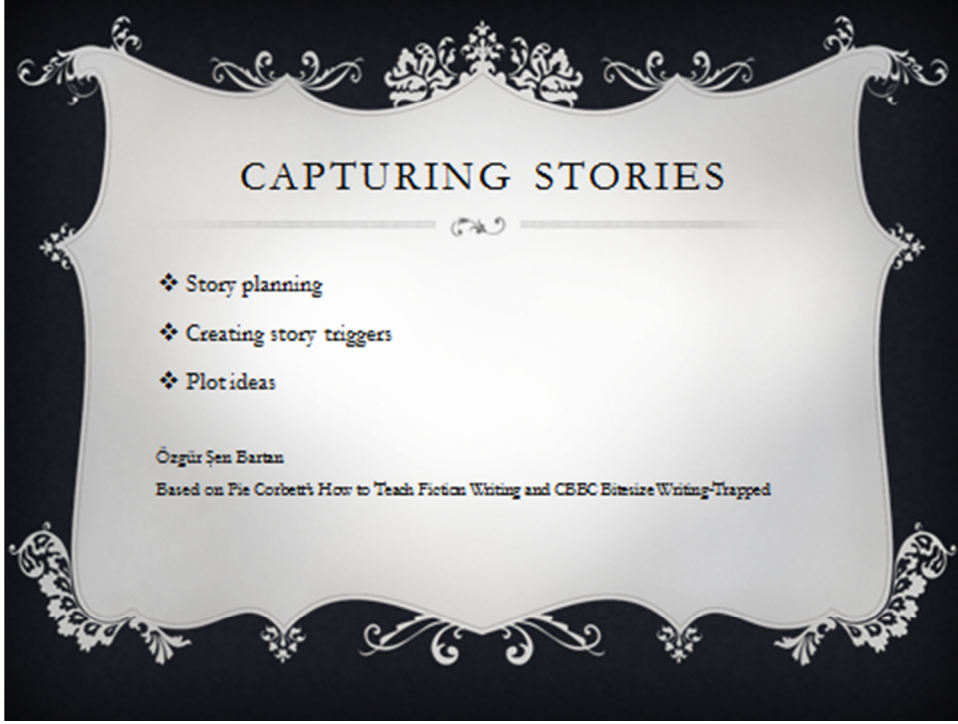 CAPTURING STORIES
❖ Story planning
❖ Creating story triggers
❖ Plot ideas
Özgür Şen Bartan
Based on Pie Corbett's How to Teach Fiction Writing and CBBC Bitesize Writing-Trapped